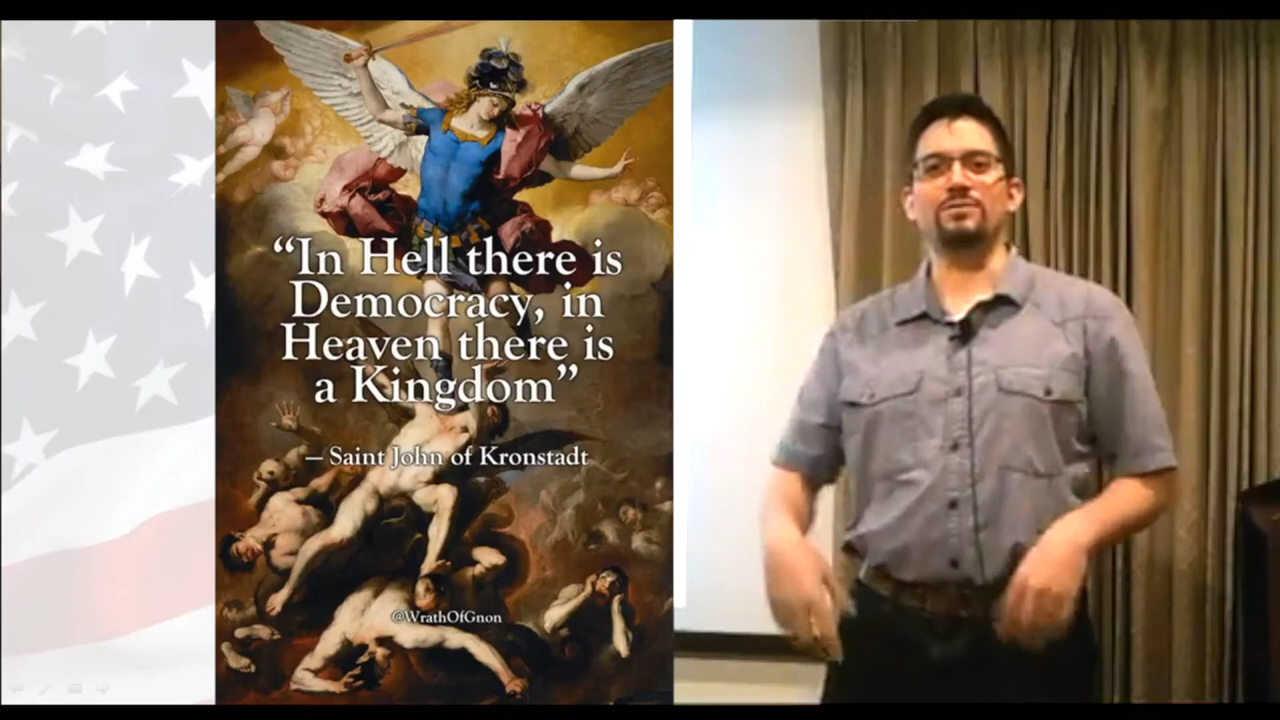 “In Hell there is
Democracy, in
Heaven there is
a Kingdom”
– Saint John of Kronstadt
@WrathOfGnon